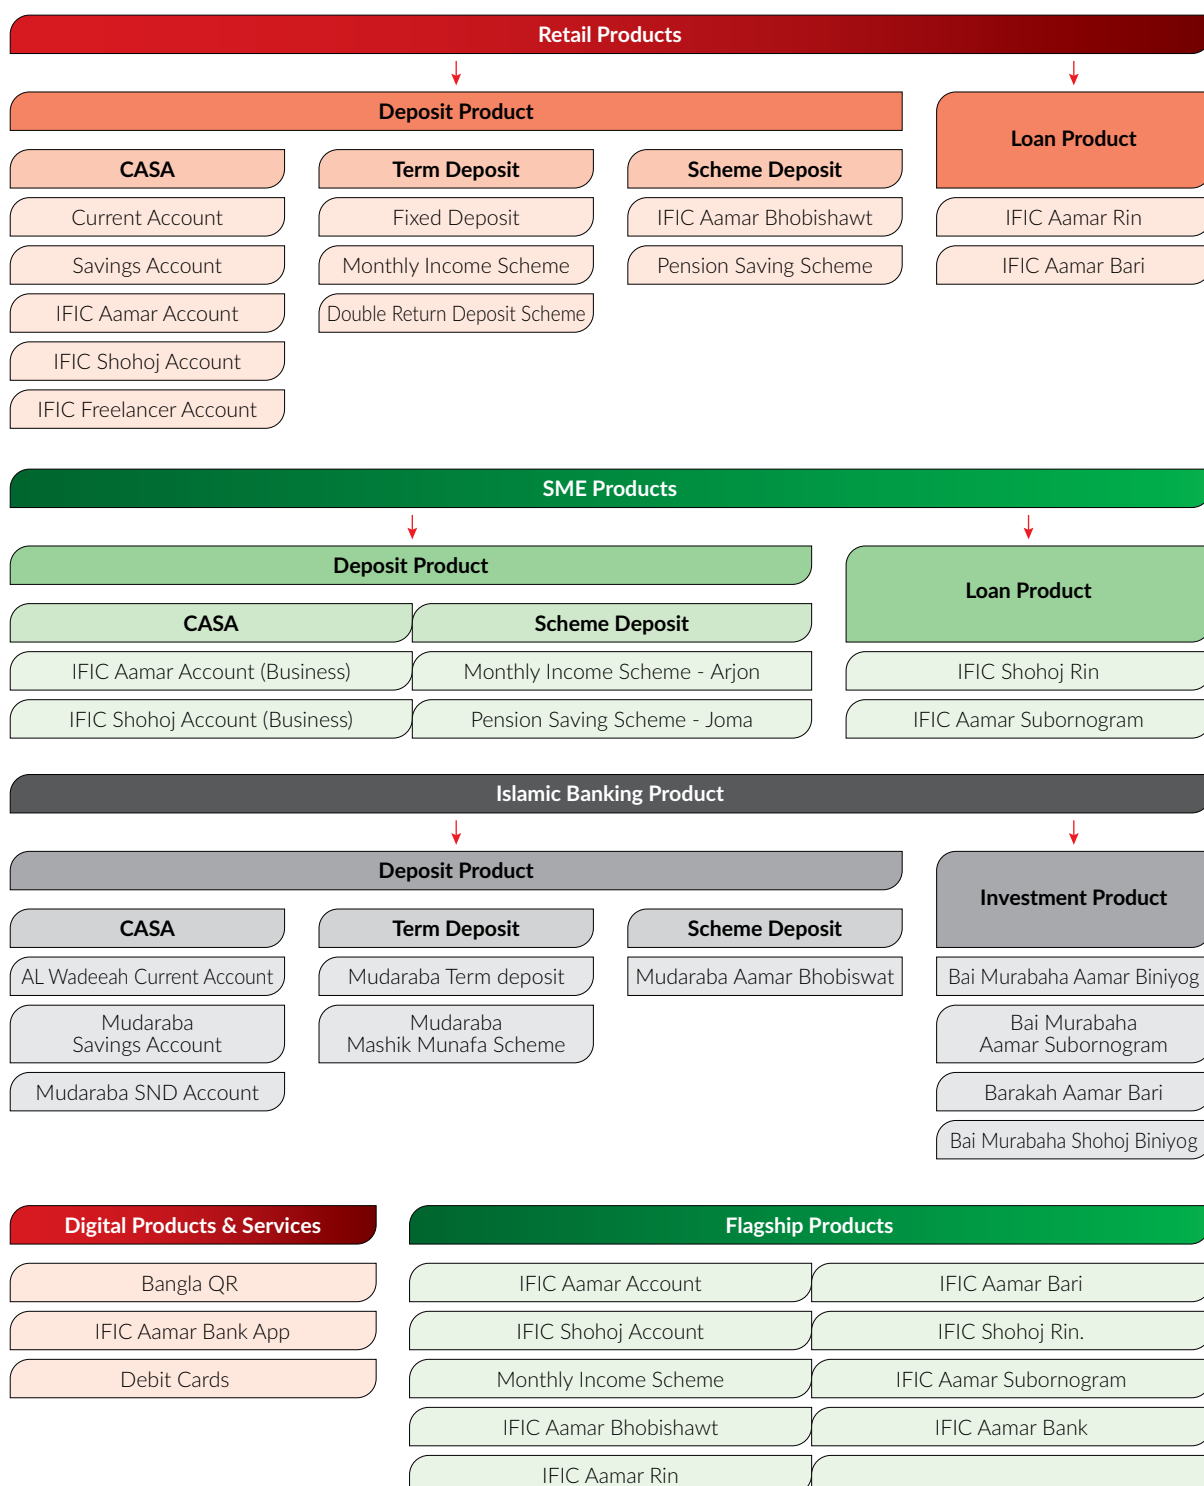 Retail Products
Deposit Product
Loan Product
CASA
Term Deposit
Scheme Deposit
Current Account
Fixed Deposit
IFIC Aamar Bhobishawt
IFIC Aamar Rin
Savings Account
Monthly Income Scheme
Pension Saving Scheme
IFIC Aamar Bari
IFIC Aamar Account
Double Return Deposit Scheme
IFIC Shohoj Account
IFIC Freelancer Account
SME Products
Deposit Product
Loan Product
CASA
Scheme Deposit
IFIC Aamar Account (Business)
Monthly Income Scheme - Arjon
IFIC Shohoj Rin
IFIC Shohoj Account (Business)
Pension Saving Scheme - Joma
IFIC Aamar Subornogram
Islamic Banking Product
Deposit Product
Investment Product
CASA
Term Deposit
Scheme Deposit
AL Wadeeah Current Account
Mudaraba Term deposit
Mudaraba Aamar Bhobiswat
Bai Murabaha Aamar Biniyog
Mudaraba
Savings Account
Mudaraba
Mashik Munafa Scheme
Bai Murabaha
Aamar Subornogram
Mudaraba SND Account
Barakah Aamar Bari
Bai Murabaha Shohoj Biniyog
Digital Products & Services
Bangla QR
IFIC Aamar Bank App
Debit Cards
Flagship Products
IFIC Aamar Account
IFIC Aamar Bari
IFIC Shohoj Account
IFIC Shohoj Rin.
Monthly Income Scheme
IFIC Aamar Subornogram
IFIC Aamar Bhobishawt
IFIC Aamar Bank
IFIC Aamar Rin